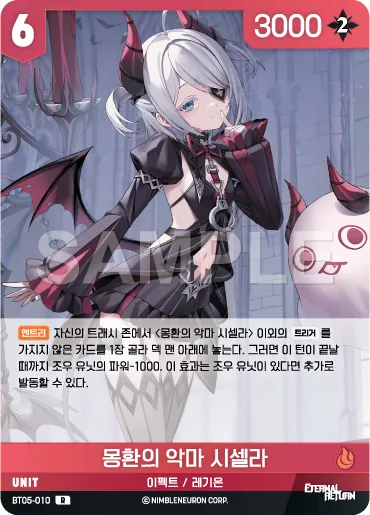 6
3000
2
SAMPLE
엔트리 자신의 트래시 존에서 <몽환의 악마 시셀라> 이외의 트리거 를
가지지 않은 카드를 1장 골라 덱 맨 아래에 놓는다. 그러면 이 턴이 끝날
때까지 조우 유닛의 파워-1000. 이 효과는 조우 유닛이 있다면 추가로
발동할 수 있다.
몽환의 악마 시셀라
UNIT
이펙트 / 레기온
BT05-010 R
ⓒ NIMBLENEURON CORP.
ETERNAL
RETURN